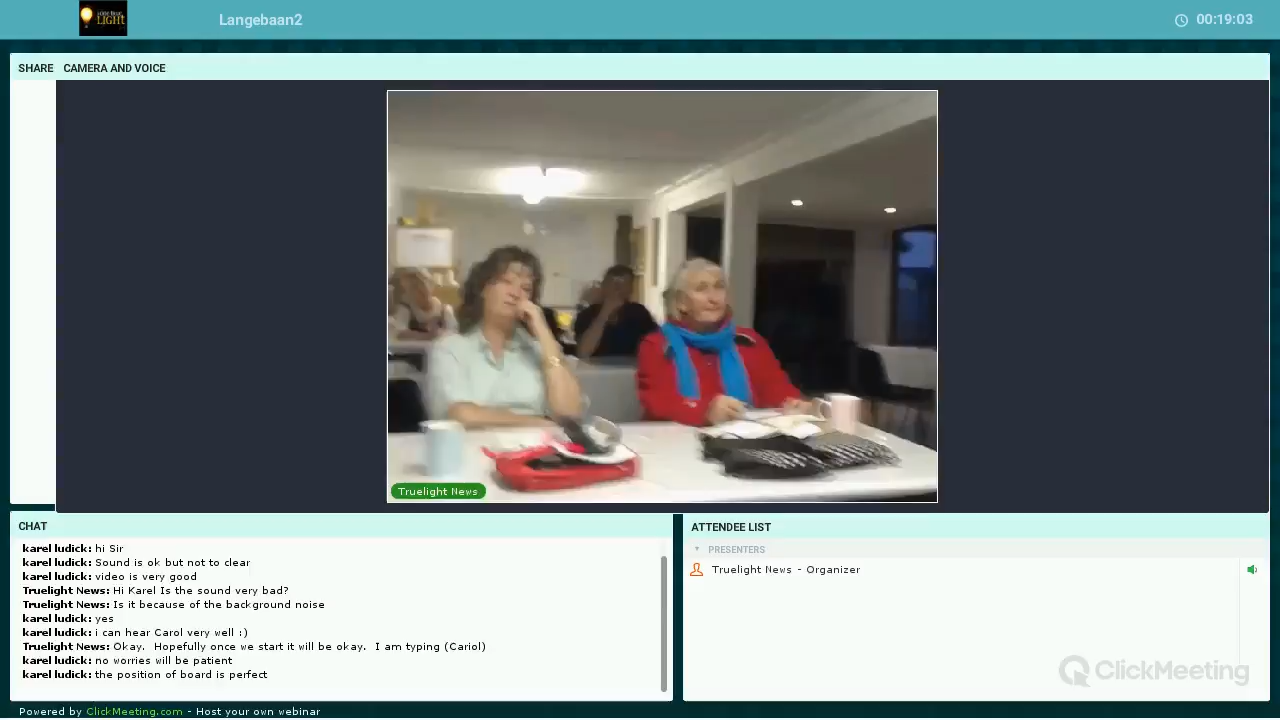 LIGHT
Langebaan2
00:19:03
SHARE
CAMERA AND VOICE
Truelight News
CHAT
karel ludick: hi Sir
karel ludick: Sound is ok but not to clear
karel ludick: video is very good
Truelight News: Hi Karel Is the sound very bad?
Truelight News: Is it because of the background noise
karel ludick: yes
karel ludick: i can hear Carol very well :)
Truelight News: Okay.  Hopefully once we start it will be okay.  I am typing (Cariol)
karel ludick: no worries will be patient
karel ludick: the position of board is perfect
ATTENDEE LIST
PRESENTERS
Truelight News - Organizer
ClickMeeting
Powered by ClickMeeting.com - Host your own webinar